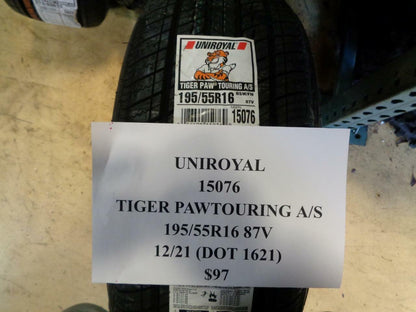 UNIROYAL
TIGER PAW TOURING A/S
195/55R16
87V
15076
UNIROYAL
15076
TIGER PAWTOURING A/S
195/55R16 87V
12/21 (DOT 1621)
$97